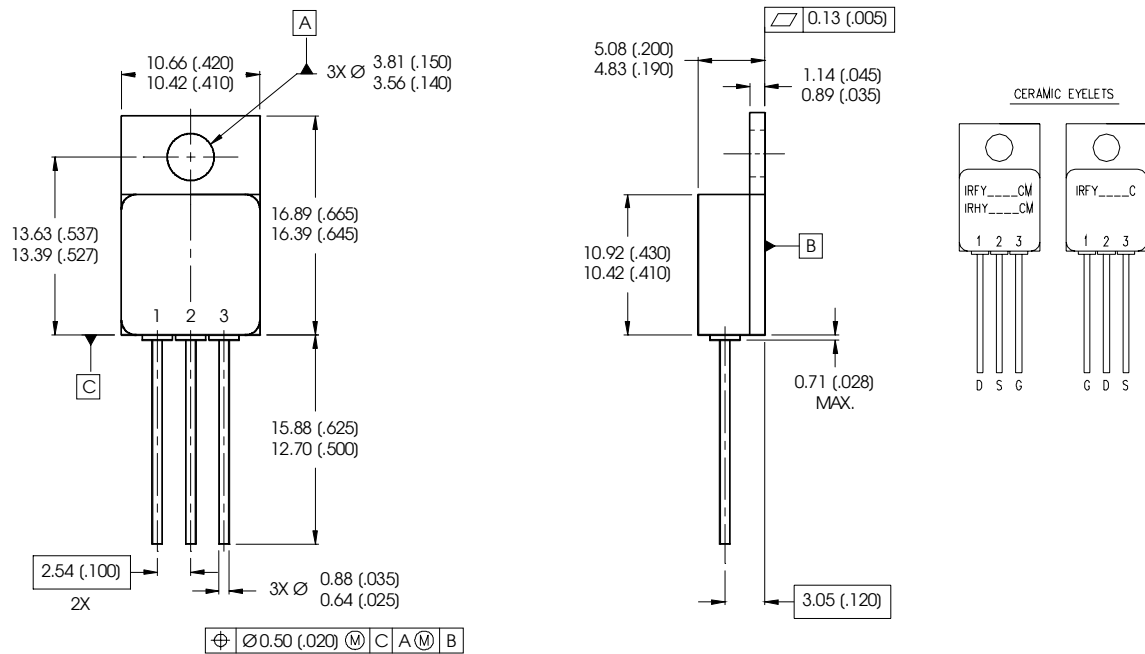 A
10.66 (.420)
10.42 (.410)
3X Ø 3.81 (.150)
3.56 (.140)
13.63 (.537)
13.39 (.527)
16.89 (.665)
16.39 (.645)
1 2 3
C
15.88 (.625)
12.70 (.500)
2.54 (.100)
2X
3X Ø 0.88 (.035)
0.64 (.025)
⌖ Ø0.50 (.020) Ⓜ C A Ⓜ B
⏥ 0.13 (.005)
5.08 (.200)
4.83 (.190)
1.14 (.045)
0.89 (.035)
10.92 (.430)
10.42 (.410)
B
0.71 (.028)
MAX.
3.05 (.120)
CERAMIC EYELETS
IRFY____CM
IRHY____CM
1 2 3
D S G
IRFY____C
1 2 3
G D S